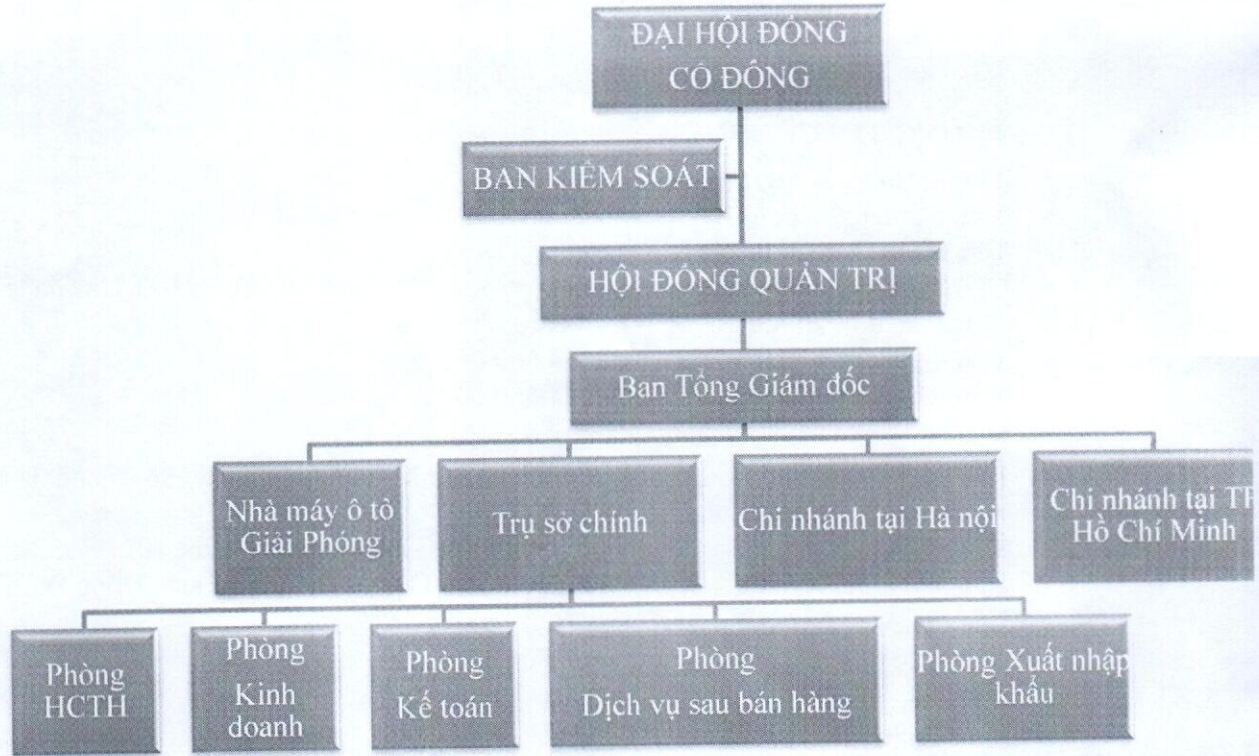 ĐẠI HỘI ĐỒNG
CỔ ĐÔNG
BAN KIỂM SOÁT
HỘI ĐỒNG QUẢN TRỊ
Ban Tổng Giám đốc
Nhà máy ô tô
Giải Phóng
Trụ sở chính
Chi nhánh tại Hà nội
Chi nhánh tại TP
Hồ Chí Minh
Phòng
HCTH
Phòng
Kinh
doanh
Phòng
Kế toán
Phòng
Dịch vụ sau bán hàng
Phòng Xuất nhập
khẩu